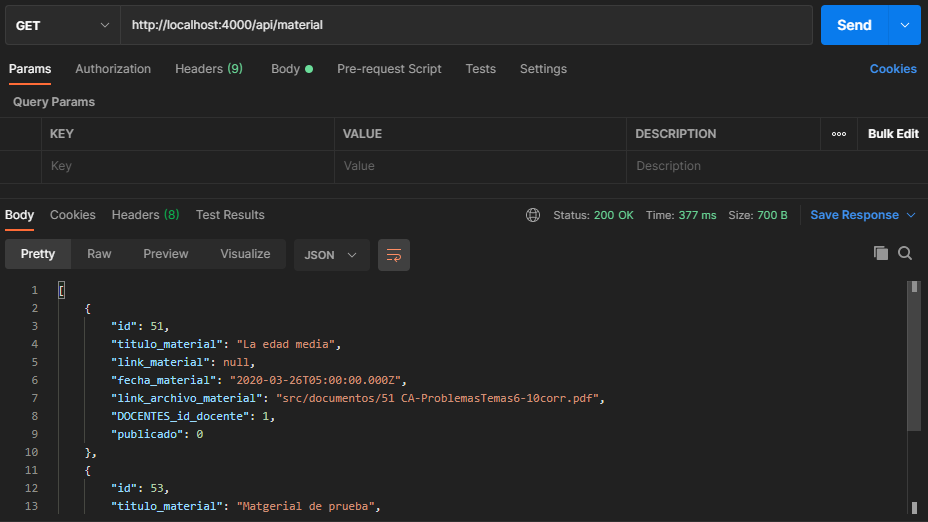 GET http://localhost:4000/api/material Send
Params Authorization Headers (9) Body Pre-request Script Tests Settings Cookies
Query Params
KEY VALUE DESCRIPTION ooo Bulk Edit
Key Value Description
Body Cookies Headers (8) Test Results Status: 200 OK Time: 377 ms Size: 700 B Save Response
Pretty Raw Preview Visualize JSON
1 [
2 {
3 "id": 51,
4 "titulo_material": "La edad media",
5 "link_material": null,
6 "fecha_material": "2020-03-26T05:00:00.000Z",
7 "link_archivo_material": "src/documentos/51 CA-ProblemasTemas6-10corr.pdf",
8 "DOCENTES_id_docente": 1,
9 "publicado": 0
10 },
11 {
12 "id": 53,
13 "titulo_material": "Matgerial de prueba",